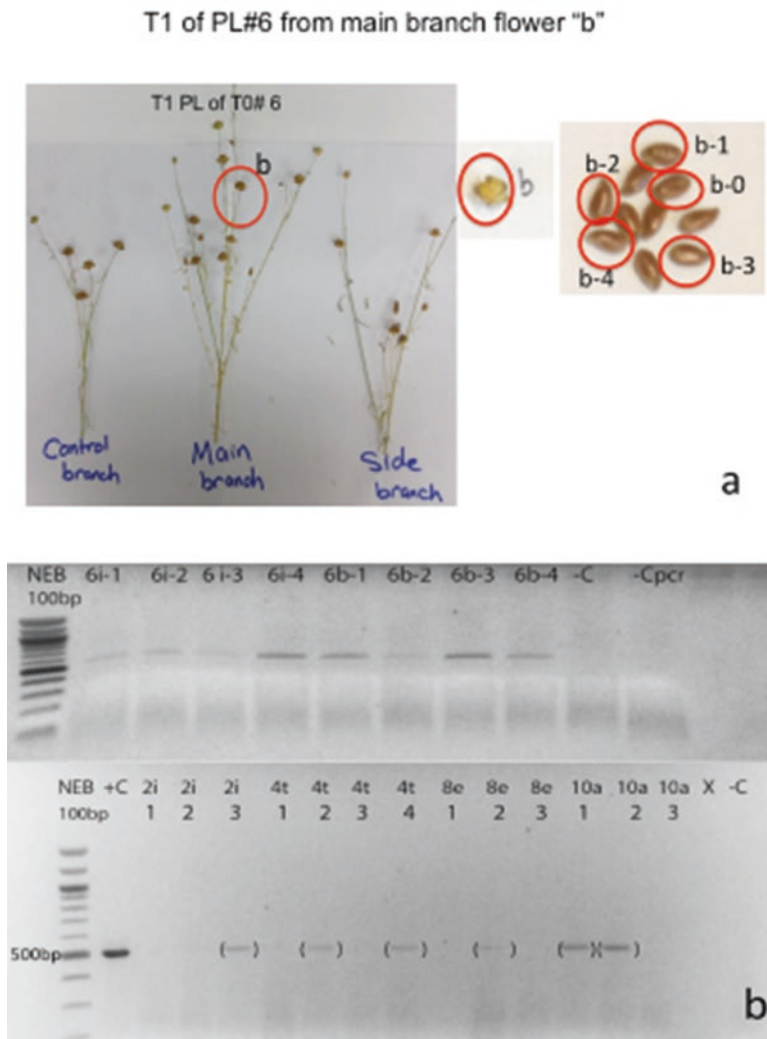 T1 of PL#6 from main branch flower “b”
T1 PL of T0# 6
b
b
b-1
b-2
b-0
b-4
b-3
Control branch
Main branch
Side branch
a
NEB 6i-1 6i-2 6i-3 6i-4 6b-1 6b-2 6b-3 6b-4 -C -Cpcr
100bp
NEB +C 2i 2i 2i 4t 4t 4t 4t 8e 8e 8e 10a 10a 10a X -C
100bp 1 2 3 1 2 3 4 1 2 3 1 2 3
500bp ( ) ( ) ( ) ( ) ( )( )
b